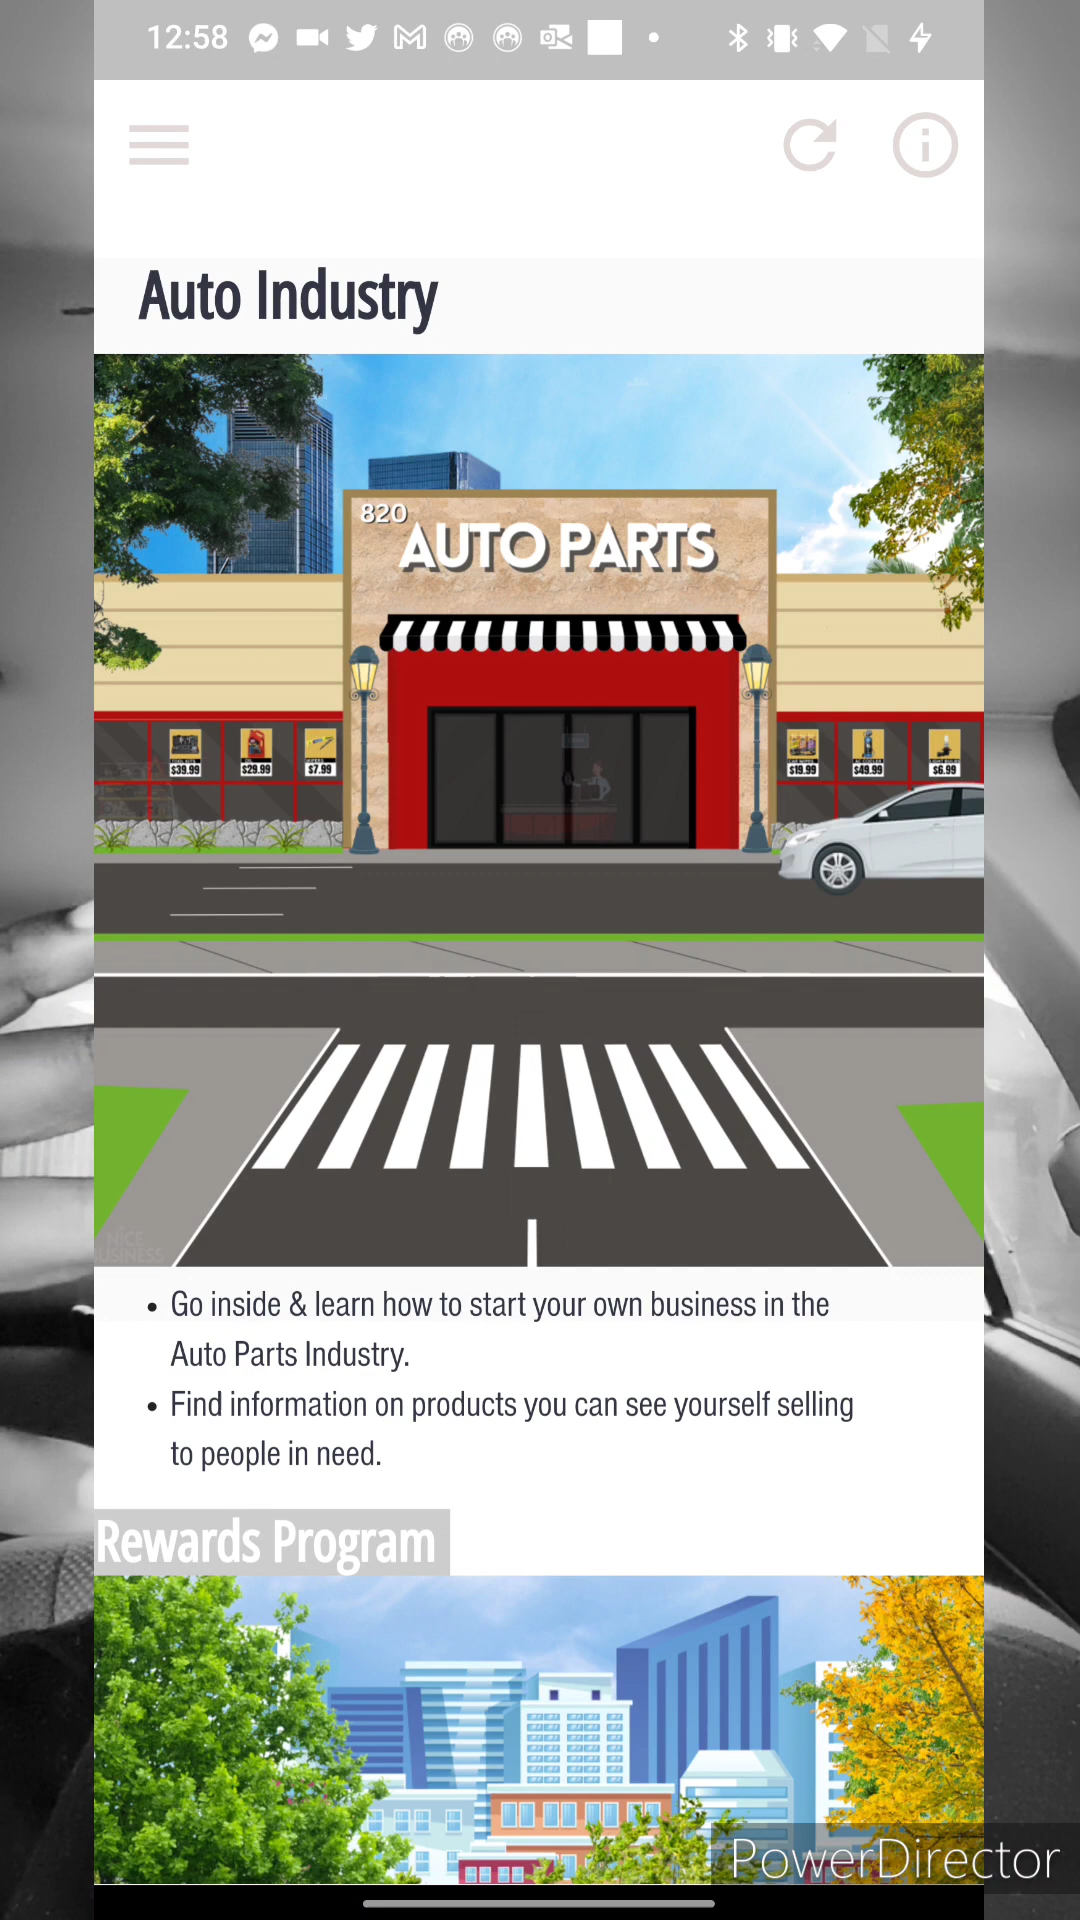 12:58
Auto Industry
820
AUTO PARTS
$39.99
$29.99
$7.99
$19.99
$49.99
$6.99
NICE
BUSINESS
• Go inside & learn how to start your own business in the
Auto Parts Industry.
• Find information on products you can see yourself selling
to people in need.
Rewards Program
PowerDirector